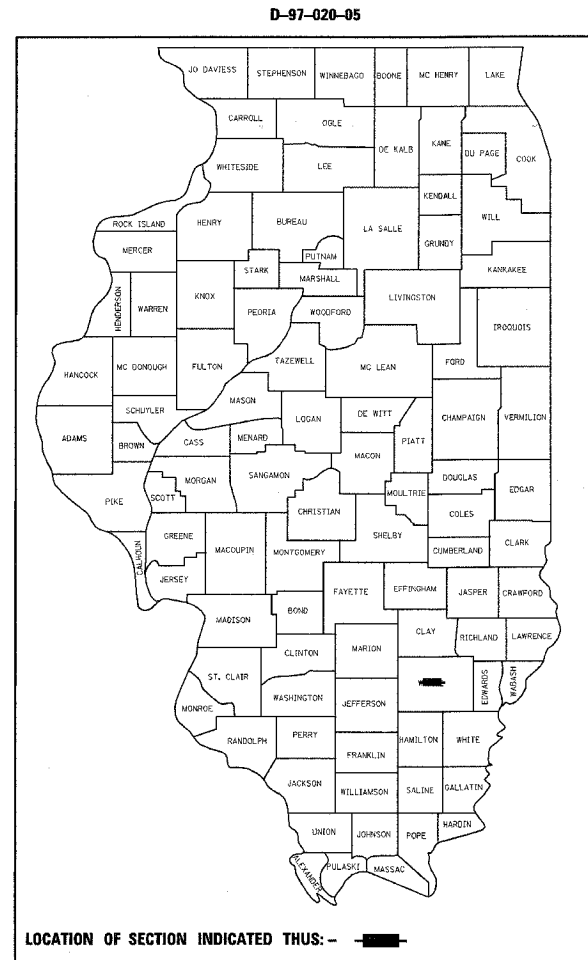 D–97–020–05
JO DAVIESS STEPHENSON WINNEBAGO BOONE MC HENRY LAKE
CARROLL OGLE DE KALB KANE DU PAGE COOK
WHITESIDE LEE KENDALL WILL
ROCK ISLAND HENRY BUREAU LA SALLE GRUNDY
MERCER STARK PUTNAM MARSHALL KANKAKEE
HENDERSON WARREN KNOX PEORIA WOODFORD LIVINGSTON IROQUOIS
HANCOCK MC DONOUGH FULTON TAZEWELL MC LEAN FORD
SCHUYLER MASON LOGAN DE WITT CHAMPAIGN VERMILION
ADAMS BROWN CASS MENARD MACON PIATT
PIKE SCOTT MORGAN SANGAMON CHRISTIAN MOULTRIE DOUGLAS EDGAR
CALHOUN GREENE MACOUPIN MONTGOMERY SHELBY COLES
JERSEY CUMBERLAND CLARK
MADISON BOND FAYETTE EFFINGHAM JASPER CRAWFORD
CLINTON MARION CLAY RICHLAND LAWRENCE
ST. CLAIR WASHINGTON JEFFERSON EDWARDS WABASH
MONROE RANDOLPH PERRY HAMILTON WHITE
FRANKLIN
JACKSON WILLIAMSON SALINE GALLATIN
UNION JOHNSON POPE HARDIN
ALEXANDER PULASKI MASSAC
LOCATION OF SECTION INDICATED THUS: –